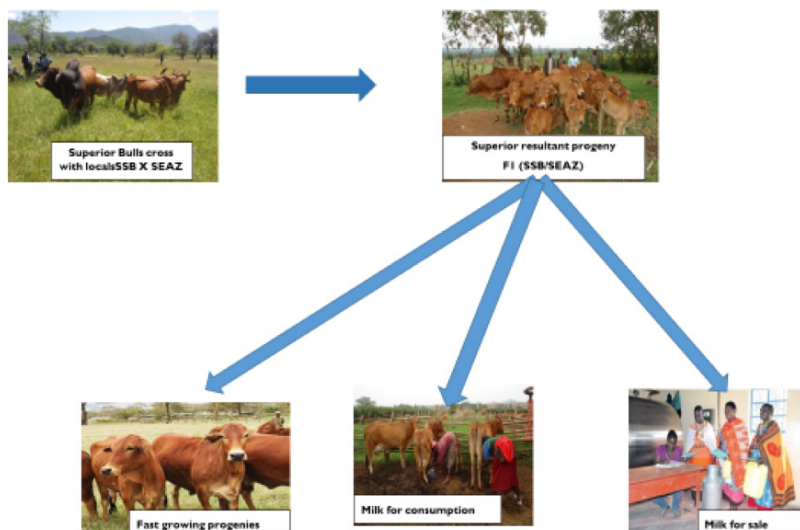 Superior Bulls cross
with localsSSB X SEAZ
Superior resultant progeny
F1 (SSB/SEAZ)
Fast growing progenies
Milk for consumption
Milk for sale